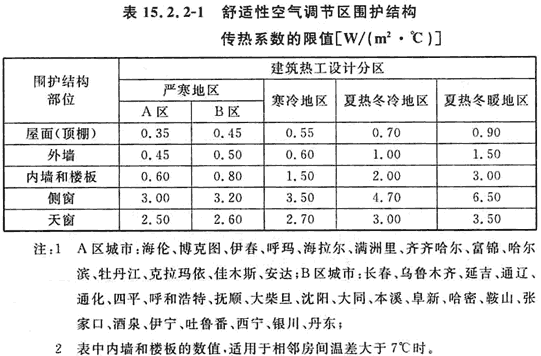 表 15.2.2-1 舒适性空气调节区围护结构
传热系数的限值[W/(m²·℃)]
围护结构部位 建筑热工设计分区
严寒地区 寒冷地区 夏热冬冷地区 夏热冬暖地区
A 区 B 区
屋面(顶棚) 0.35 0.45 0.55 0.70 0.90
外墙 0.45 0.50 0.60 1.00 1.50
内墙和楼板 0.60 0.80 1.50 2.00 3.00
侧窗 3.00 3.20 3.50 4.70 6.50
天窗 2.50 2.60 2.70 3.00 3.50
注:1 A 区城市:海伦、博克图、伊春、呼玛、海拉尔、满洲里、齐齐哈尔、富锦、哈尔
滨、牡丹江、克拉玛依、佳木斯、安达;B 区城市:长春、乌鲁木齐、延吉、通辽、
通化、四平、呼和浩特、抚顺、大柴旦、沈阳、大同、本溪、阜新、哈密、鞍山、张
家口、酒泉、伊宁、吐鲁番、西宁、银川、丹东;
2 表中内墙和楼板的数值,适用于相邻房间温差大于 7℃时。